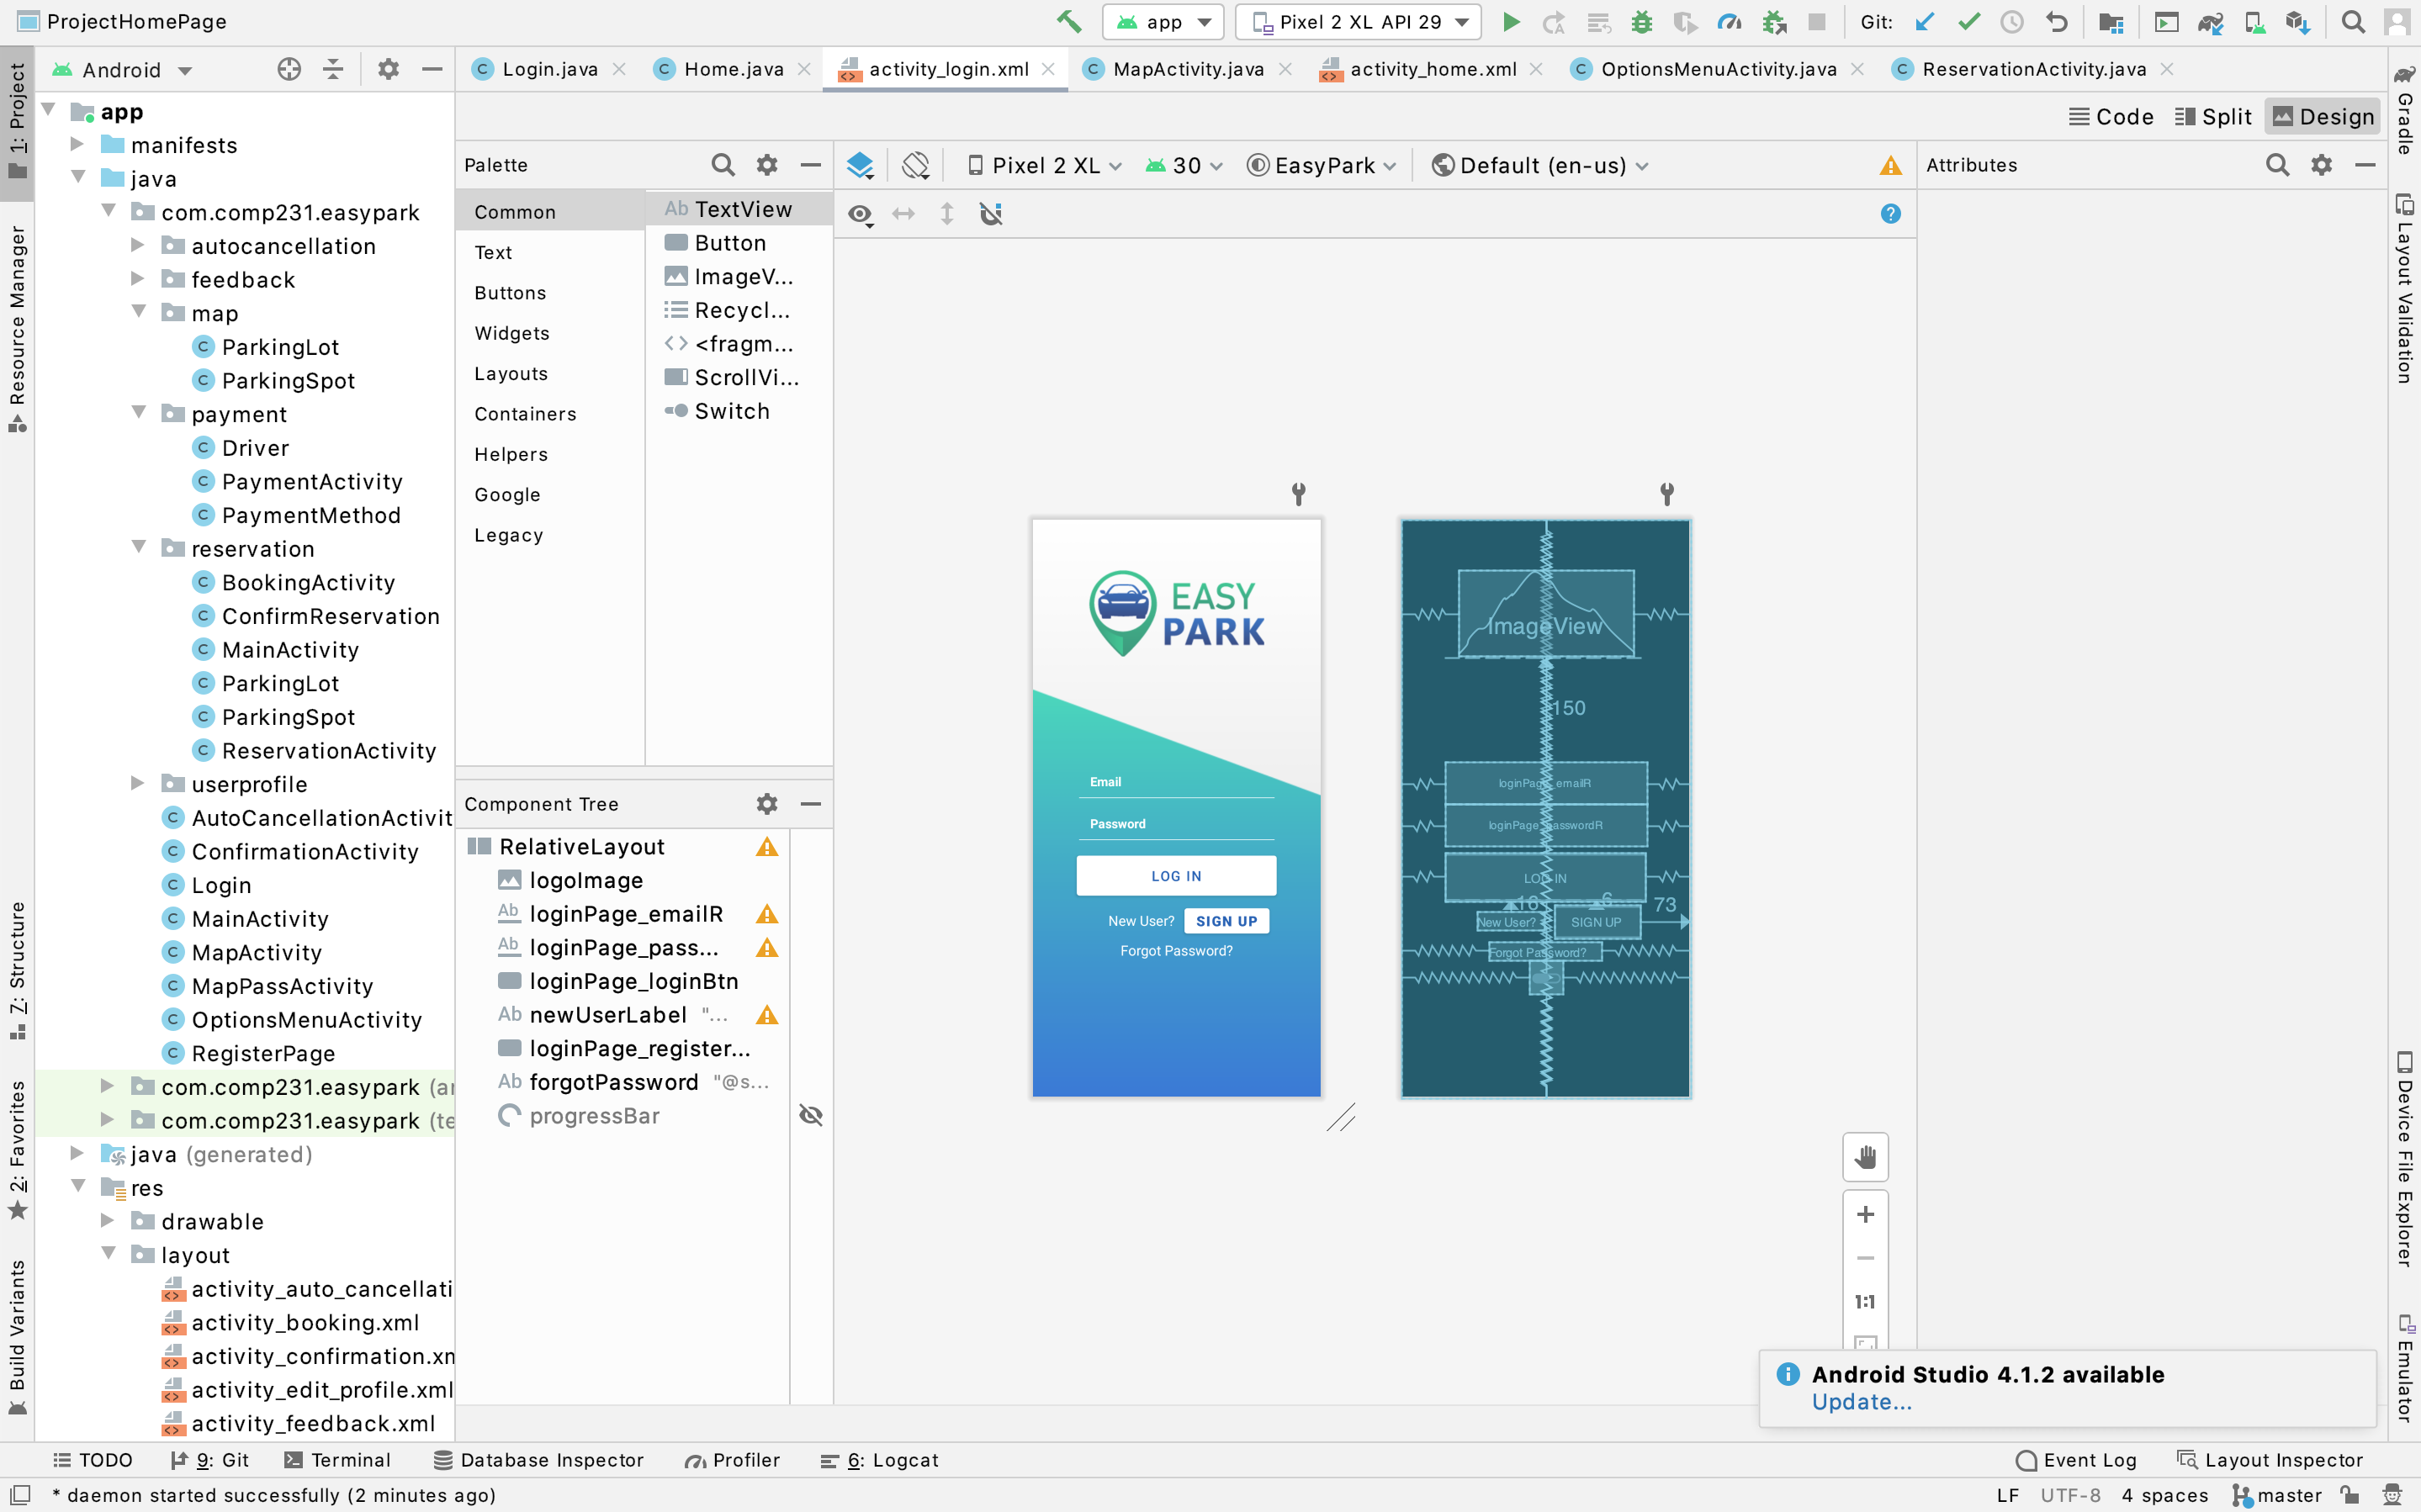 ProjectHomePage
app
Pixel 2 XL API 29
Git:
Android
Login.java
Home.java
activity_login.xml
MapActivity.java
activity_home.xml
OptionsMenuActivity.java
ReservationActivity.java
Code
Split
Design
1: Project
Resource Manager
7: Structure
2: Favorites
Build Variants
app
manifests
java
com.comp231.easypark
autocancellation
feedback
map
ParkingLot
ParkingSpot
payment
Driver
PaymentActivity
PaymentMethod
reservation
BookingActivity
ConfirmReservation
MainActivity
ParkingLot
ParkingSpot
ReservationActivity
userprofile
AutoCancellationActivit
ConfirmationActivity
Login
MainActivity
MapActivity
MapPassActivity
OptionsMenuActivity
RegisterPage
com.comp231.easypark (ar
com.comp231.easypark (te
java (generated)
res
drawable
layout
activity_auto_cancellati
activity_booking.xml
activity_confirmation.xm
activity_edit_profile.xml
activity_feedback.xml
Palette
Common
Text
Buttons
Widgets
Layouts
Containers
Helpers
Google
Legacy
Ab TextView
Button
ImageV...
Recycl...
<fragm...
ScrollVi...
Switch
Component Tree
RelativeLayout
logoImage
Ab loginPage_emailR
Ab loginPage_pass...
loginPage_loginBtn
Ab newUserLabel "...
loginPage_register...
Ab forgotPassword "@s...
progressBar
Pixel 2 XL
30
EasyPark
Default (en-us)
?
EASY
PARK
Email
Password
LOG IN
New User?
SIGN UP
Forgot Password?
ImageView
150
loginPage_emailR
loginPage_passwordR
LOG IN
16
6
73
New User?
SIGN UP
Forgot Password?
1:1
Attributes
Gradle
Layout Validation
Device File Explorer
Emulator
Android Studio 4.1.2 available
Update...
TODO
9: Git
Terminal
Database Inspector
Profiler
6: Logcat
Event Log
Layout Inspector
* daemon started successfully (2 minutes ago)
LF
UTF-8
4 spaces
master